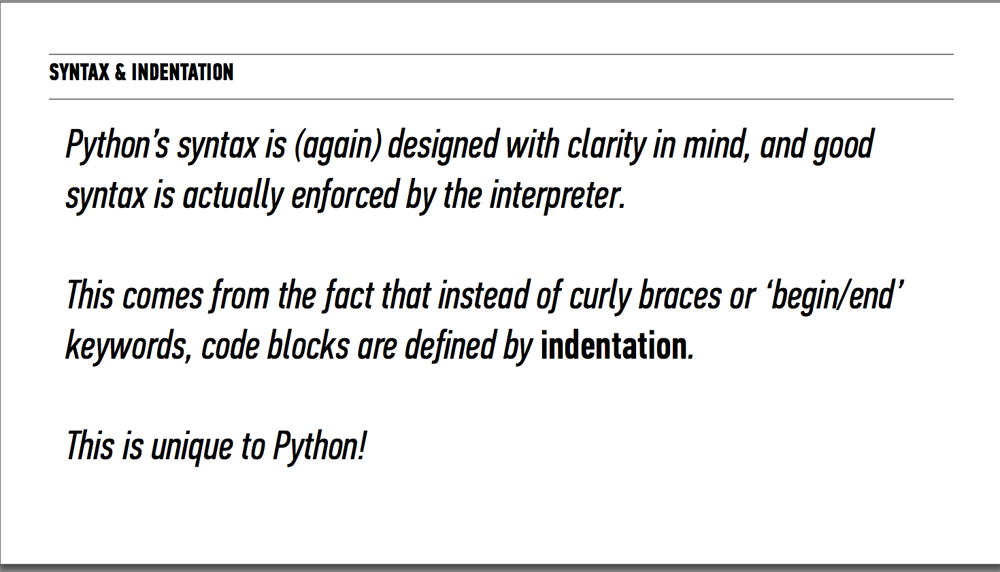 SYNTAX & INDENTATION
Python’s syntax is (again) designed with clarity in mind, and good
syntax is actually enforced by the interpreter.
This comes from the fact that instead of curly braces or ‘begin/end’
keywords, code blocks are defined by indentation.
This is unique to Python!